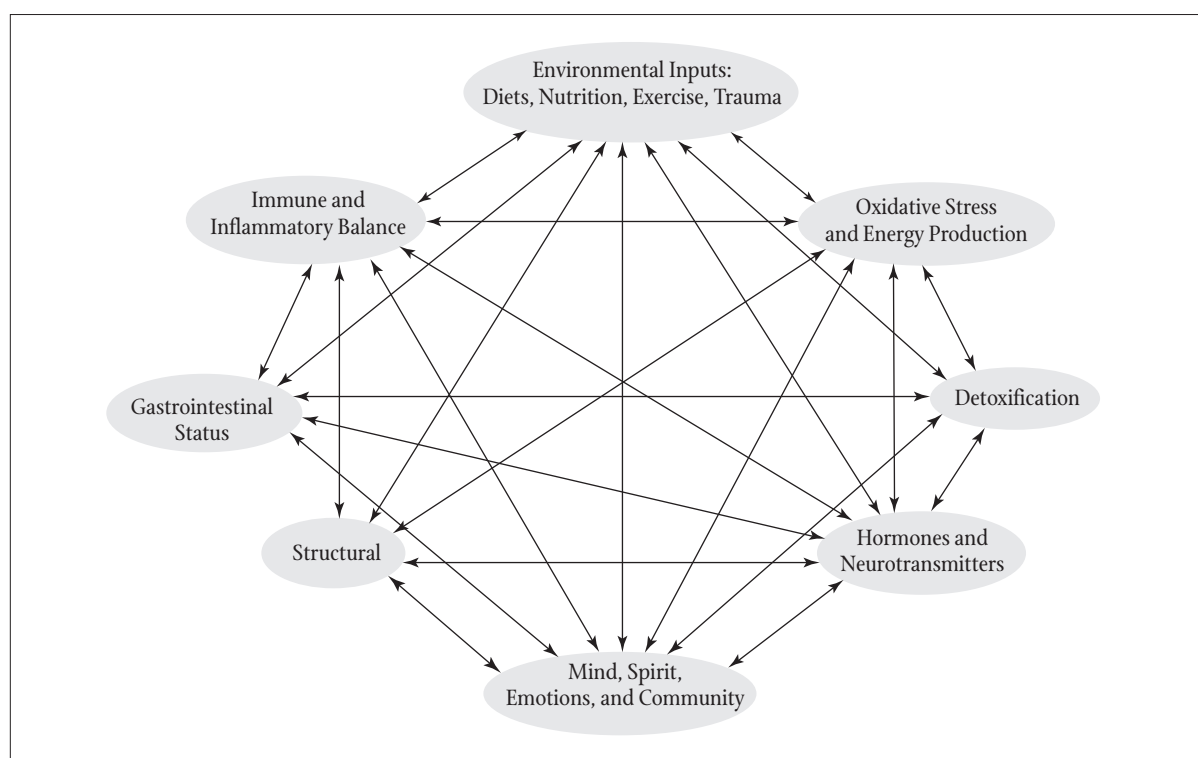 Environmental Inputs:
Diets, Nutrition, Exercise, Trauma
Immune and
Inflammatory Balance
Oxidative Stress
and Energy Production
Gastrointestinal
Status
Detoxification
Structural
Hormones and
Neurotransmitters
Mind, Spirit,
Emotions, and Community